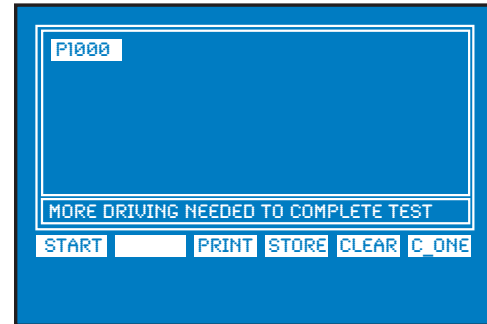 P1000
MORE DRIVING NEEDED TO COMPLETE TEST
START PRINT STORE CLEAR C_ONE